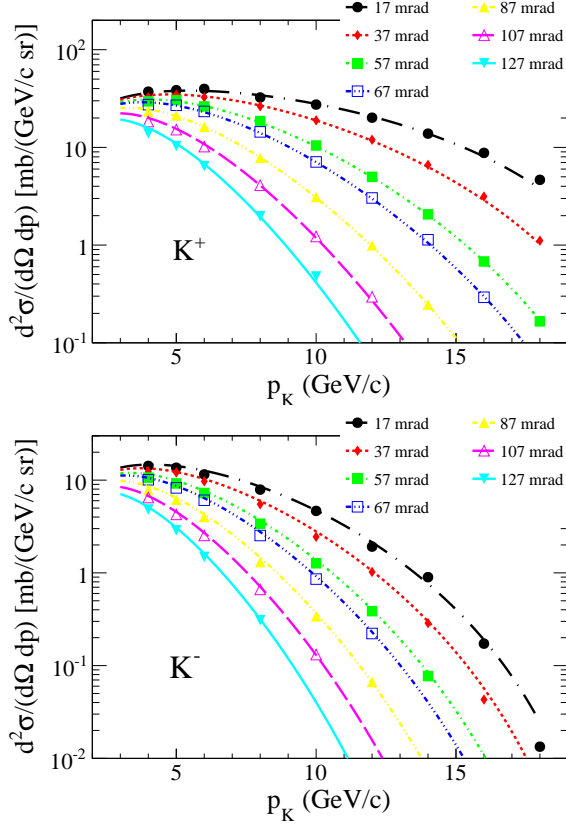 17 mrad
37 mrad
57 mrad
67 mrad
87 mrad
107 mrad
127 mrad
d²σ/(dΩ dp) [mb/(GeV/c sr)]
10²
10
1
10⁻¹
K⁺
5 10 15
p_K (GeV/c)
17 mrad
37 mrad
57 mrad
67 mrad
87 mrad
107 mrad
127 mrad
d²σ/(dΩ dp) [mb/(GeV/c sr)]
10²
10
1
10⁻¹
10⁻²
K⁻
5 10 15
p_K (GeV/c)